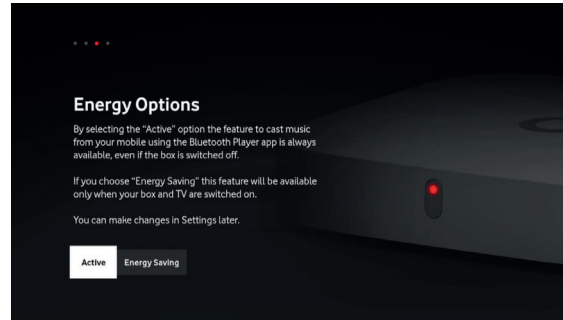 Energy Options
By selecting the “Active” option the feature to cast music
from your mobile using the Bluetooth Player app is always
available, even if the box is switched off.
If you choose “Energy Saving” this feature will be available
only when your box and TV are switched on.
You can make changes in Settings later.
Active
Energy Saving